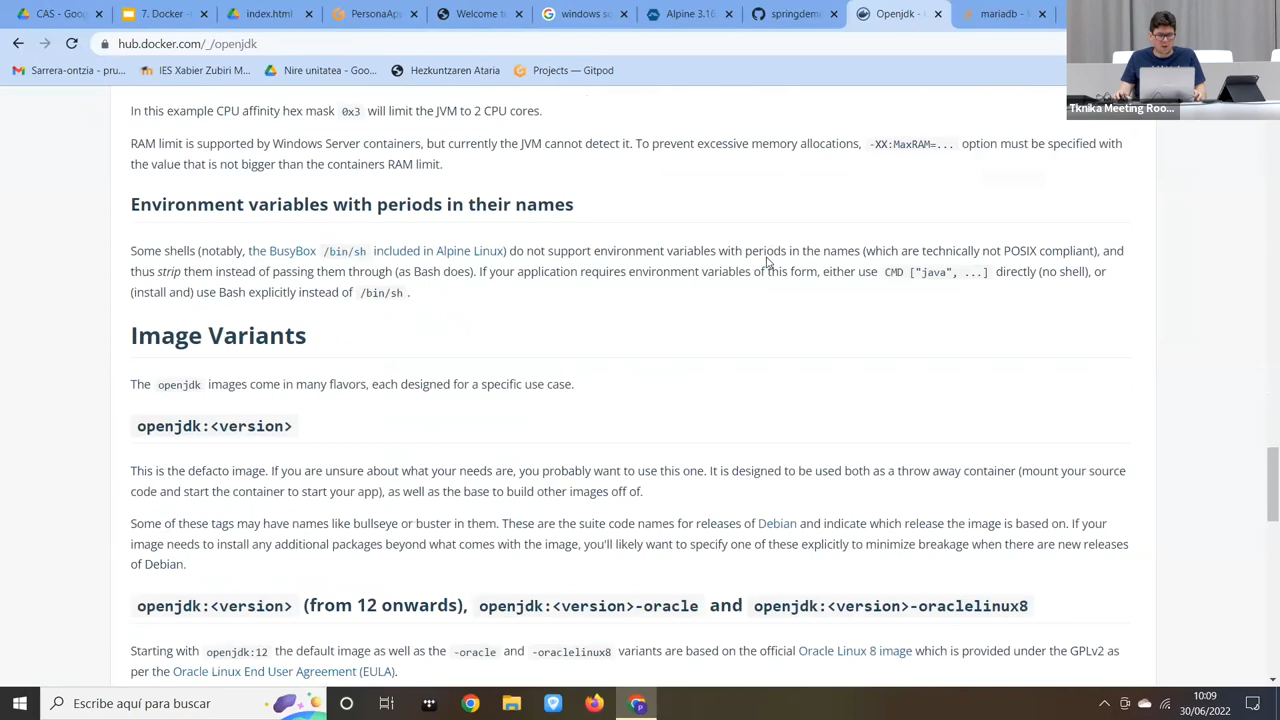 CAS - Goo
index.html
PersonaApp
WhatsApp
windows so
Alpine 3.16.
spring-com
Openjdk -
mariadb -
hub.docker.com/_/openjdk
Sarrera-ontzia - pru...
IES Xabier Zubiri M...
Nire unitatea - Goo...
Hezkuntzarako Ataria
Projects — Gitpod
Tknika Meeting Roo...
In this example CPU affinity hex mask 0x3 will limit the JVM to 2 CPU cores.
RAM limit is supported by Windows Server containers, but currently the JVM cannot detect it. To prevent excessive memory allocations, -XX:MaxRAM=... option must be specified with
the value that is not bigger than the containers RAM limit.
Environment variables with periods in their names
Some shells (notably, the BusyBox /bin/sh included in Alpine Linux) do not support environment variables with periods in the names (which are technically not POSIX compliant), and
thus strip them instead of passing them through (as Bash does). If your application requires environment variables of this form, either use CMD ["java", ...] directly (no shell), or
(install and) use Bash explicitly instead of /bin/sh .
Image Variants
The openjdk images come in many flavors, each designed for a specific use case.
openjdk:<version>
This is the defacto image. If you are unsure about what your needs are, you probably want to use this one. It is designed to be used both as a throw away container (mount your source
code and start the container to start your app), as well as the base to build other images off of.
Some of these tags may have names like bullseye or buster in them. These are the suite code names for releases of Debian and indicate which release the image is based on. If your
image needs to install any additional packages beyond what comes with the image, you'll likely want to specify one of these explicitly to minimize breakage when there are new releases
of Debian.
openjdk:<version> (from 12 onwards), openjdk:<version>-oracle and openjdk:<version>-oraclelinux8
Starting with openjdk:12 the default image as well as the -oracle and -oraclelinux8 variants are based on the official Oracle Linux 8 image which is provided under the GPLv2 as
per the Oracle Linux End User Agreement (EULA).
Escribe aquí para buscar
10:09
30/06/2022